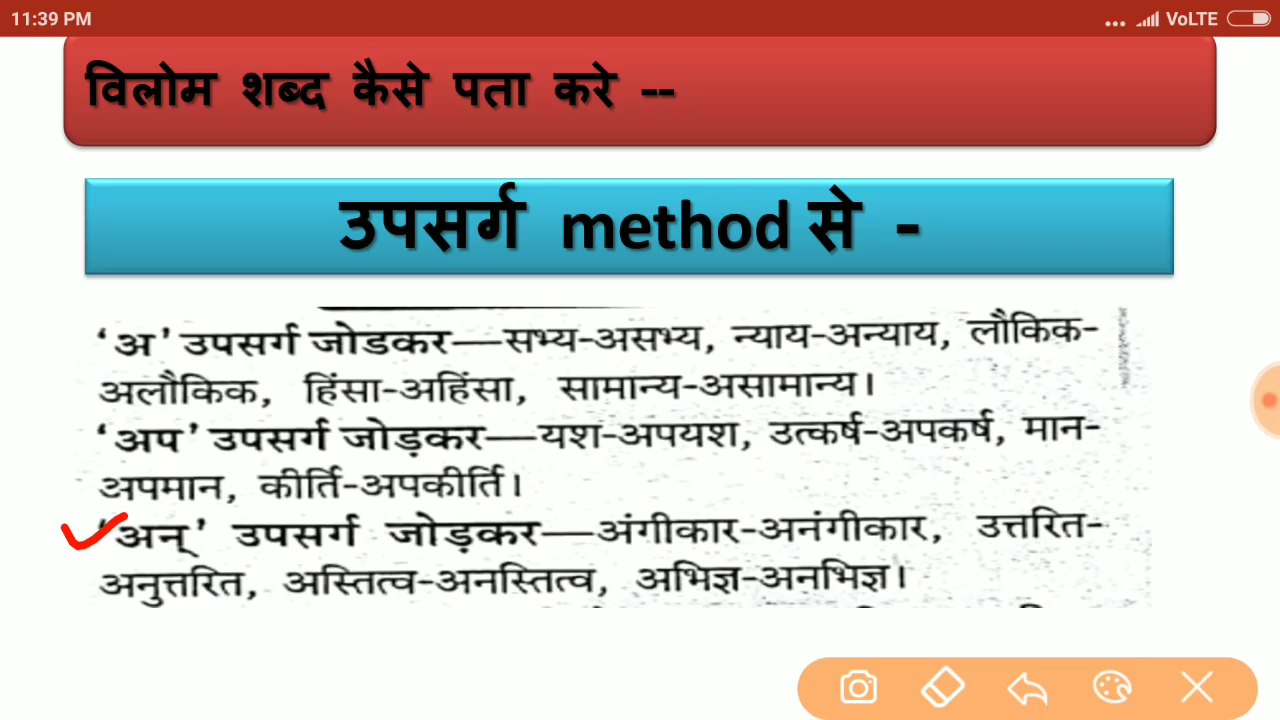 11:39 PM
VoLTE
विलोम शब्द कैसे पता करे --
उपसर्ग method से -
‘अ’ उपसर्ग जोडकर—सभ्य-असभ्य, न्याय-अन्याय, लौकिक-
अलौकिक, हिंसा-अहिंसा, सामान्य-असामान्य।
‘अप’ उपसर्ग जोड़कर—यश-अपयश, उत्कर्ष-अपकर्ष, मान-
अपमान, कीर्ति-अपकीर्ति।
‘अन्’ उपसर्ग जोड़कर—अंगीकार-अनंगीकार, उत्तरित-
अनुत्तरित, अस्तित्व-अनस्तित्व, अभिज्ञ-अनभिज्ञ।